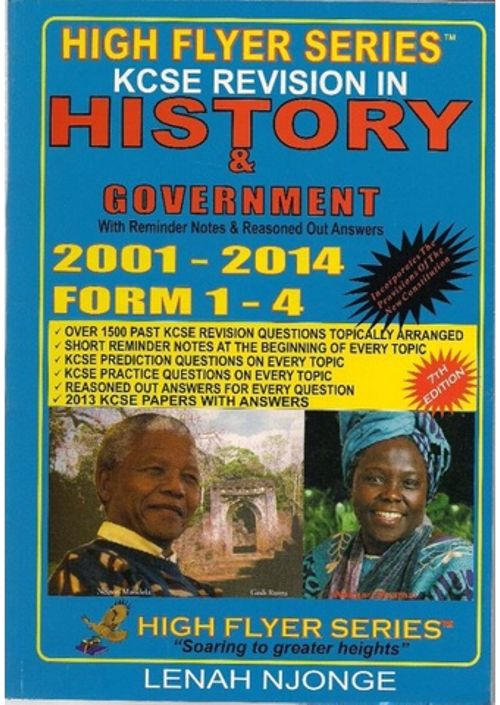 HIGH FLYER SERIES™
KCSE REVISION IN
HISTORY
&
GOVERNMENT
With Reminder Notes & Reasoned Out Answers
2001 - 2014
FORM 1 - 4
Incorporates The
Provisions Of The
New Constitution
✓ OVER 1500 PAST KCSE REVISION QUESTIONS TOPICALLY ARRANGED
✓ SHORT REMINDER NOTES AT THE BEGINNING OF EVERY TOPIC
✓ KCSE PREDICTION QUESTIONS ON EVERY TOPIC
✓ KCSE PRACTICE QUESTIONS ON EVERY TOPIC
✓ REASONED OUT ANSWERS FOR EVERY QUESTION
✓ 2013 KCSE PAPERS WITH ANSWERS
7TH
EDITION
Nelson Mandela
Gedi Ruins
HIGH FLYER SERIES™
"Soaring to greater heights"
LENAH NJONGE